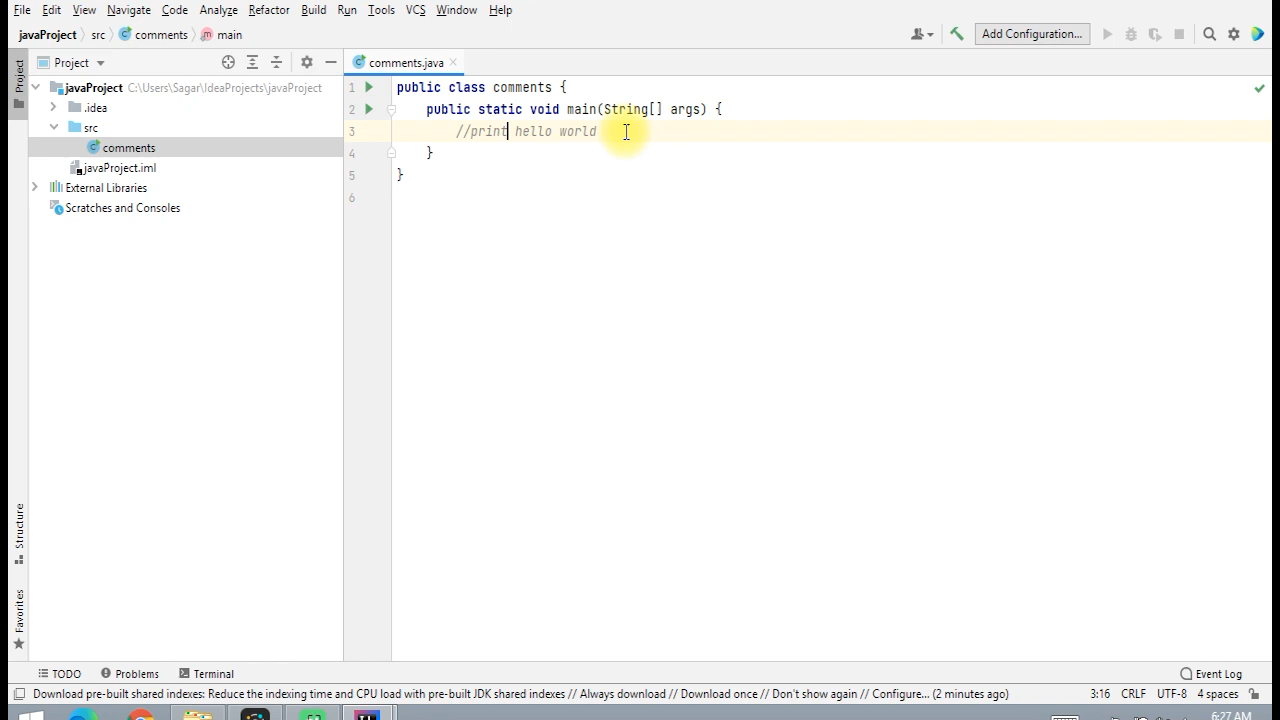 File Edit View Navigate Code Analyze Refactor Build Run Tools VCS Window Help
javaProject src comments main Add Configuration...
Project comments.java
Project
javaProject C:\Users\Sagar\IdeaProjects\javaProject
.idea
src
comments
javaProject.iml
External Libraries
Scratches and Consoles
1 public class comments {
2 public static void main(String[] args) {
3 //print hello world
4 }
5 }
6
Structure
Favorites
TODO Problems Terminal Event Log
Download pre-built shared indexes: Reduce the indexing time and CPU load with pre-built JDK shared indexes // Always download // Download once // Don't show again // Configure... (2 minutes ago) 3:16 CRLF UTF-8 4 spaces
6:27 AM